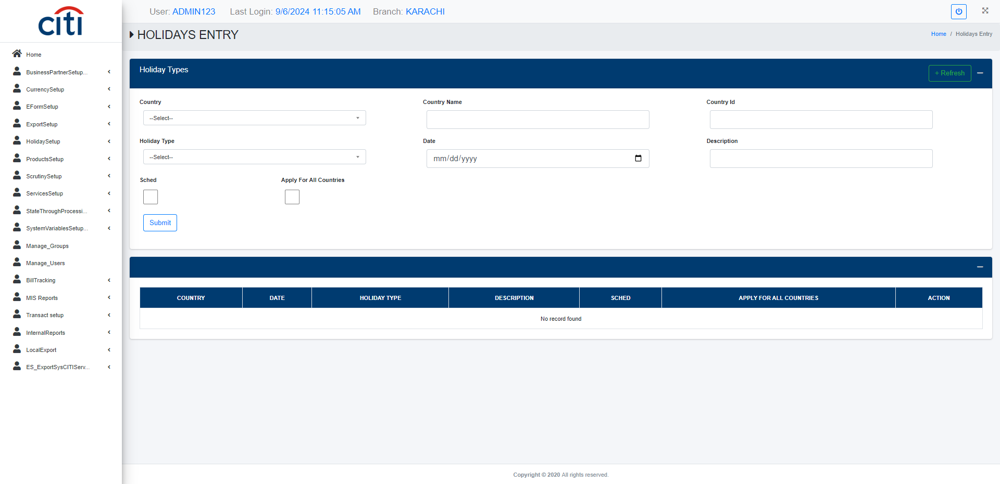 citi
User: ADMIN123 Last Login: 9/6/2024 11:15:05 AM Branch: KARACHI
HOLIDAYS ENTRY
Home / Holidays Entry
Home
BusinessPartnerSetup...
CurrencySetup
EFormSetup
ExportSetup
HolidaySetup
ProductsSetup
ScrutinySetup
ServicesSetup
StateThroughProcessi...
SystemVariablesSetup...
Manage_Groups
Manage_Users
BillTracking
MIS Reports
Transact setup
InternalReports
LocalExport
ES_ExportSysCITIServ...
Holiday Types
+ Refresh
Country Country Name Country Id
--Select--
Holiday Type Date Description
--Select-- mm/dd/yyyy
Sched Apply For All Countries
Submit
COUNTRY DATE HOLIDAY TYPE DESCRIPTION SCHED APPLY FOR ALL COUNTRIES ACTION
No record found
Copyright © 2020 All rights reserved.